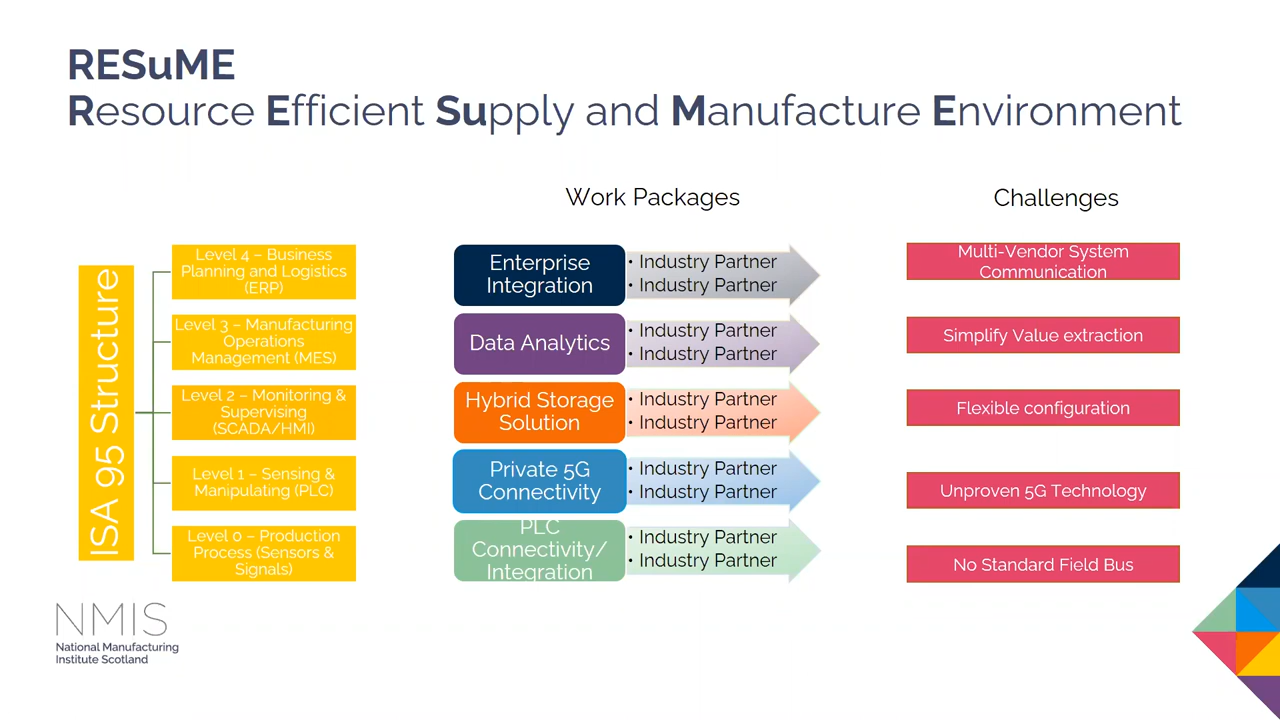 RESuME
Resource Efficient Supply and Manufacture Environment
Work Packages
Challenges
ISA 95 Structure
Level 4 – Business
Planning and Logistics
(ERP)
Level 3 – Manufacturing
Operations
Management (MES)
Level 2 – Monitoring &
Supervising
(SCADA/HMI)
Level 1 – Sensing &
Manipulating (PLC)
Level 0 – Production
Process (Sensors &
Signals)
Enterprise
Integration
• Industry Partner
• Industry Partner
Data Analytics
• Industry Partner
• Industry Partner
Hybrid Storage
Solution
• Industry Partner
• Industry Partner
Private 5G
Connectivity
• Industry Partner
• Industry Partner
PLC
Connectivity/
Integration
• Industry Partner
• Industry Partner
Multi-Vendor System
Communication
Simplify Value extraction
Flexible configuration
Unproven 5G Technology
No Standard Field Bus
NMIS
National Manufacturing
Institute Scotland